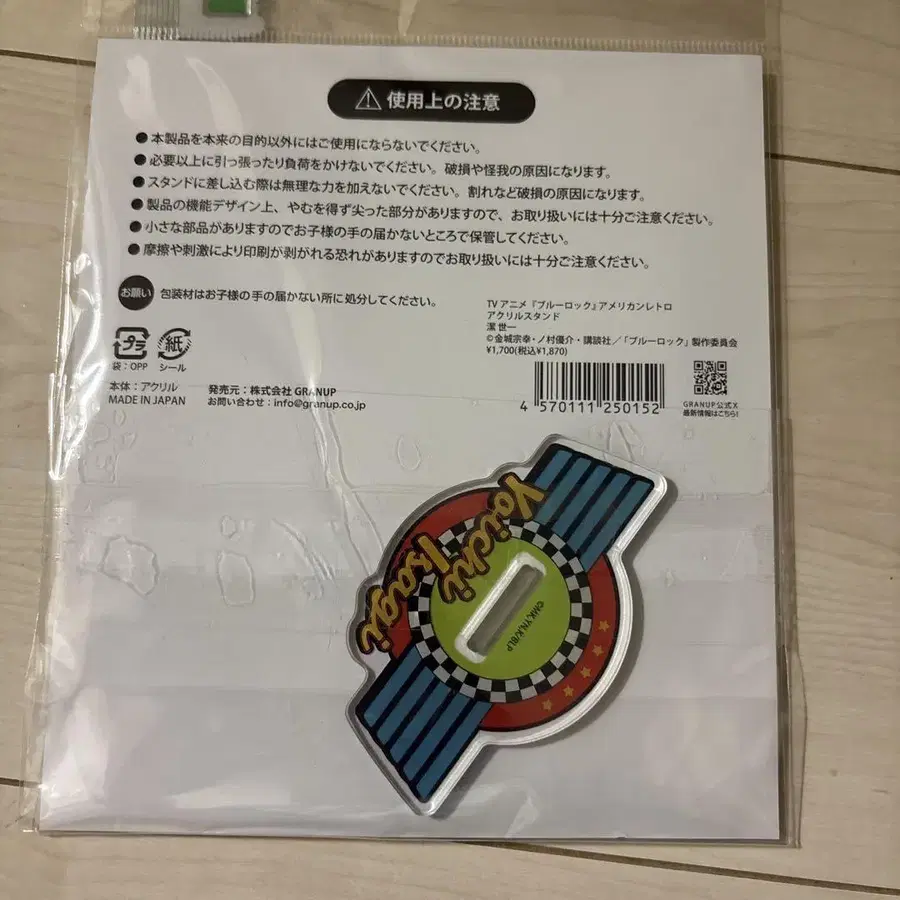 使用上の注意
●本製品を本来の目的以外にはご使用にならないでください。
●必要以上に引っ張ったり負荷をかけないでください。破損や怪我の原因になります。
●スタンドに差し込む際は無理な力を加えないでください。割れなど破損の原因になります。
●製品の機能デザイン上、やむを得ず尖った部分がありますので、お取り扱いには十分ご注意ください。
●小さな部品がありますのでお子様の手の届かないところで保管してください。
●摩擦や刺激により印刷が剥がれる恐れがありますのでお取り扱いには十分ご注意ください。
お願い 包装材はお子様の手の届かない所に処分してください。
TVアニメ『ブルーロック』アメリカンレトロ
アクリルスタンド
潔 世一
©金城宗幸・ノ村優介・講談社／「ブルーロック」製作委員会
¥1,700(税込¥1,870)
プラ 紙
袋：OPP シール
本体：アクリル
MADE IN JAPAN
発売元：株式会社 GRANUP
お問い合わせ：info@granup.co.jp
4 570111 250152
GRANUP公式X
最新情報はこちら!
Yoichi
Isagi
©MK,YN,K/BLP